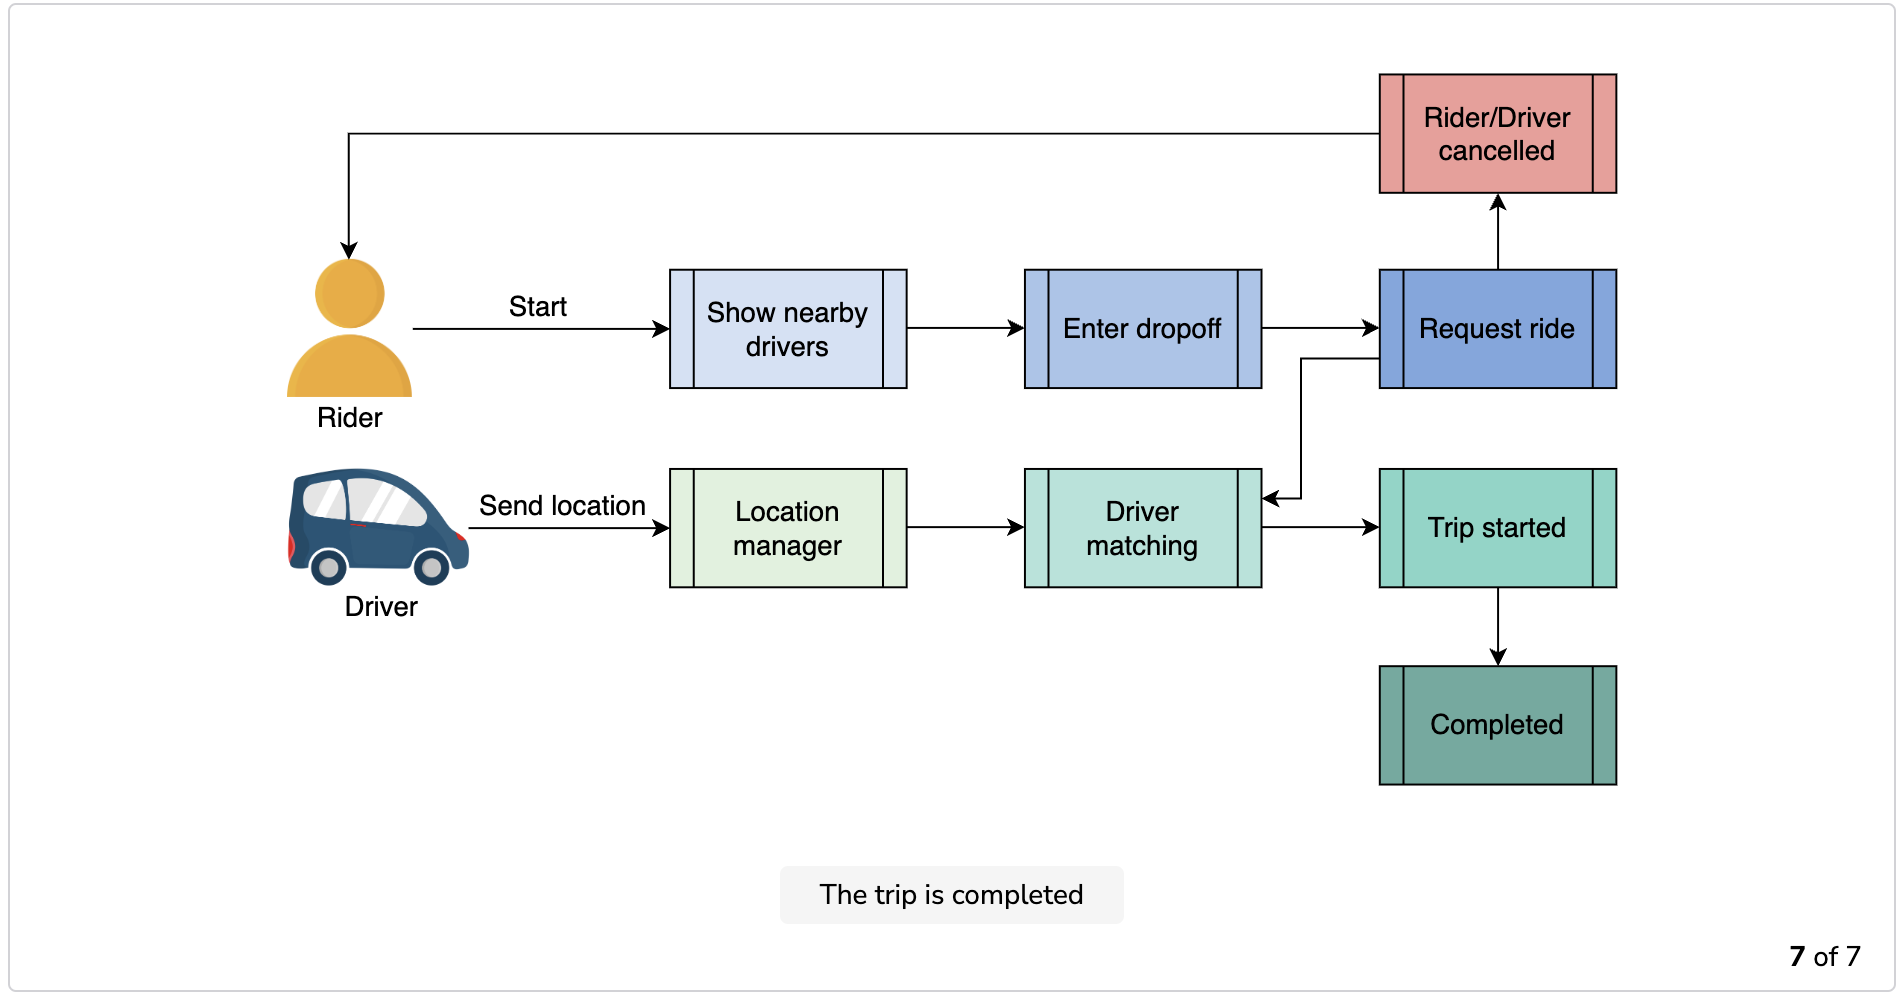 Rider/Driver
cancelled
Start
Show nearby
drivers
Enter dropoff
Request ride
Rider
Send location
Location
manager
Driver
matching
Trip started
Driver
Completed
The trip is completed
7 of 7